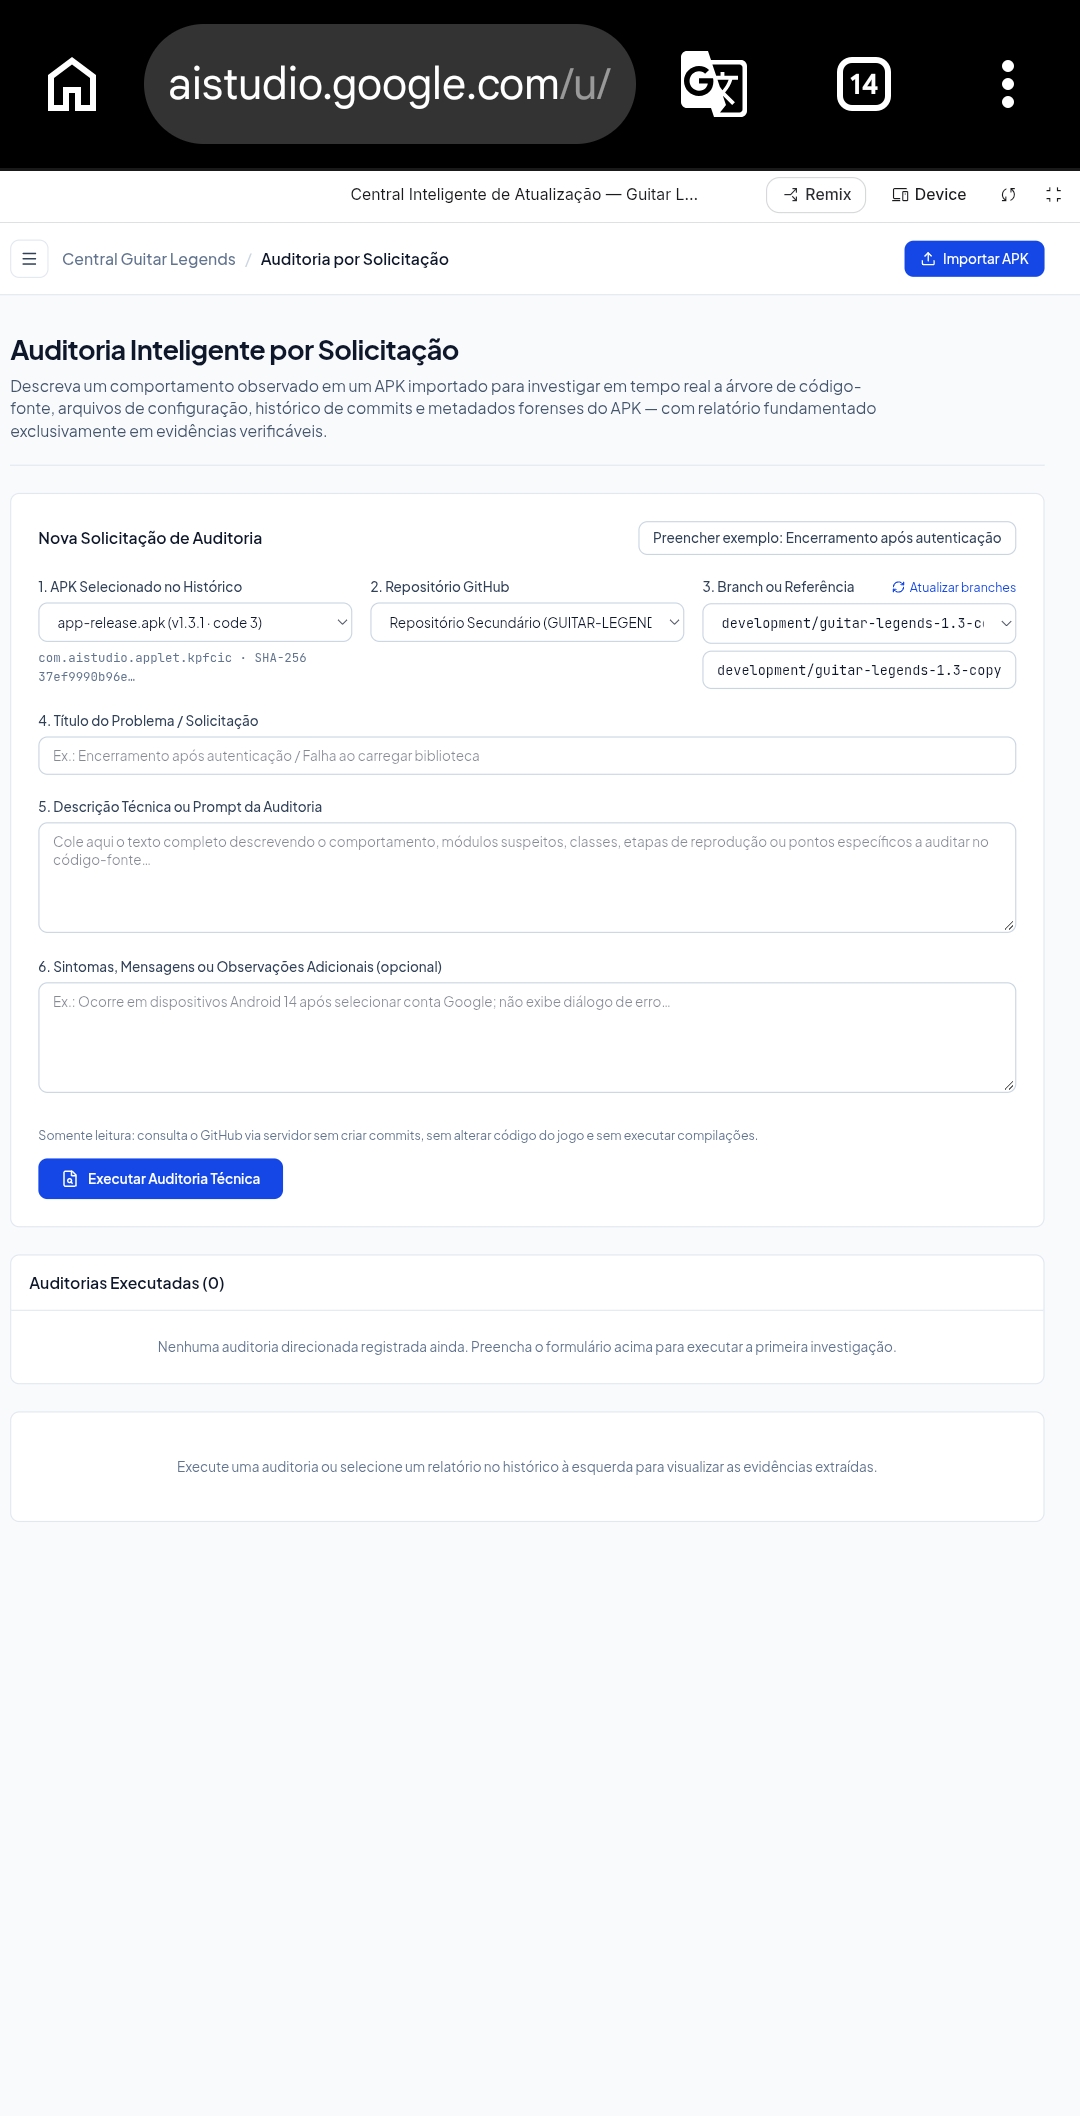 aistudio.google.com/u/
14
Central Inteligente de Atualização — Guitar L...
Remix
Device
Central Guitar Legends / Auditoria por Solicitação
Importar APK
Auditoria Inteligente por Solicitação
Descreva um comportamento observado em um APK importado para investigar em tempo real a árvore de código-
fonte, arquivos de configuração, histórico de commits e metadados forenses do APK — com relatório fundamentado
exclusivamente em evidências verificáveis.
Nova Solicitação de Auditoria
Preencher exemplo: Encerramento após autenticação
1. APK Selecionado no Histórico
2. Repositório GitHub
3. Branch ou Referência
Atualizar branches
app-release.apk (v1.3.1 · code 3)
Repositório Secundário (GUITAR-LEGEND
development/guitar-legends-1.3-co
com.aistudio.applet.kpfcic · SHA-256
37ef9990b96e…
development/guitar-legends-1.3-copy
4. Título do Problema / Solicitação
Ex.: Encerramento após autenticação / Falha ao carregar biblioteca
5. Descrição Técnica ou Prompt da Auditoria
Cole aqui o texto completo descrevendo o comportamento, módulos suspeitos, classes, etapas de reprodução ou pontos específicos a auditar no
código-fonte...
6. Sintomas, Mensagens ou Observações Adicionais (opcional)
Ex.: Ocorre em dispositivos Android 14 após selecionar conta Google; não exibe diálogo de erro...
Somente leitura: consulta o GitHub via servidor sem criar commits, sem alterar código do jogo e sem executar compilações.
Executar Auditoria Técnica
Auditorias Executadas (0)
Nenhuma auditoria direcionada registrada ainda. Preencha o formulário acima para executar a primeira investigação.
Execute uma auditoria ou selecione um relatório no histórico à esquerda para visualizar as evidências extraídas.